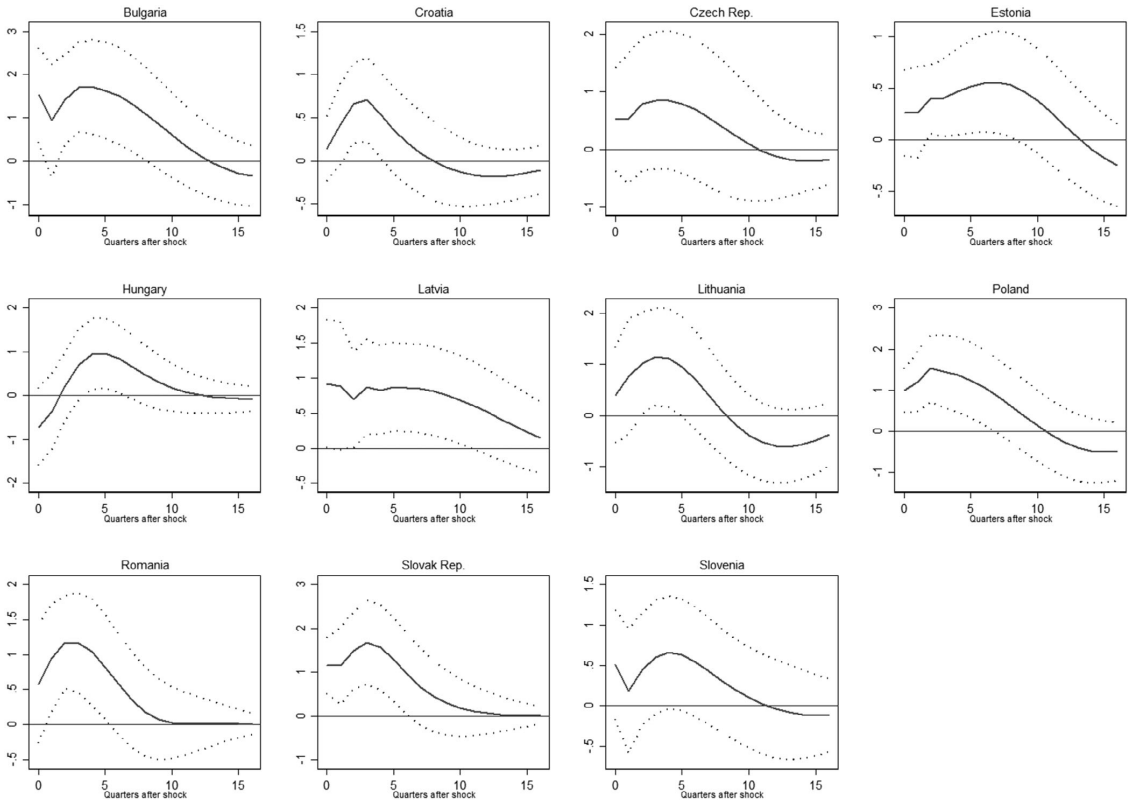 Bulgaria
3
2
1
0
-1
0 5 10 15
Quarters after shock
Croatia
1.5
1
.5
0
-.5
0 5 10 15
Quarters after shock
Czech Rep.
2
1
0
-1
0 5 10 15
Quarters after shock
Estonia
1
.5
0
-.5
0 5 10 15
Quarters after shock
Hungary
2
1
0
-1
-2
0 5 10 15
Quarters after shock
Latvia
2
1.5
1
.5
0
-.5
0 5 10 15
Quarters after shock
Lithuania
2
1
0
-1
0 5 10 15
Quarters after shock
Poland
3
2
1
0
-1
0 5 10 15
Quarters after shock
Romania
2
1.5
1
.5
0
-.5
0 5 10 15
Quarters after shock
Slovak Rep.
3
2
1
0
-1
0 5 10 15
Quarters after shock
Slovenia
1.5
1
.5
0
-.5
0 5 10 15
Quarters after shock